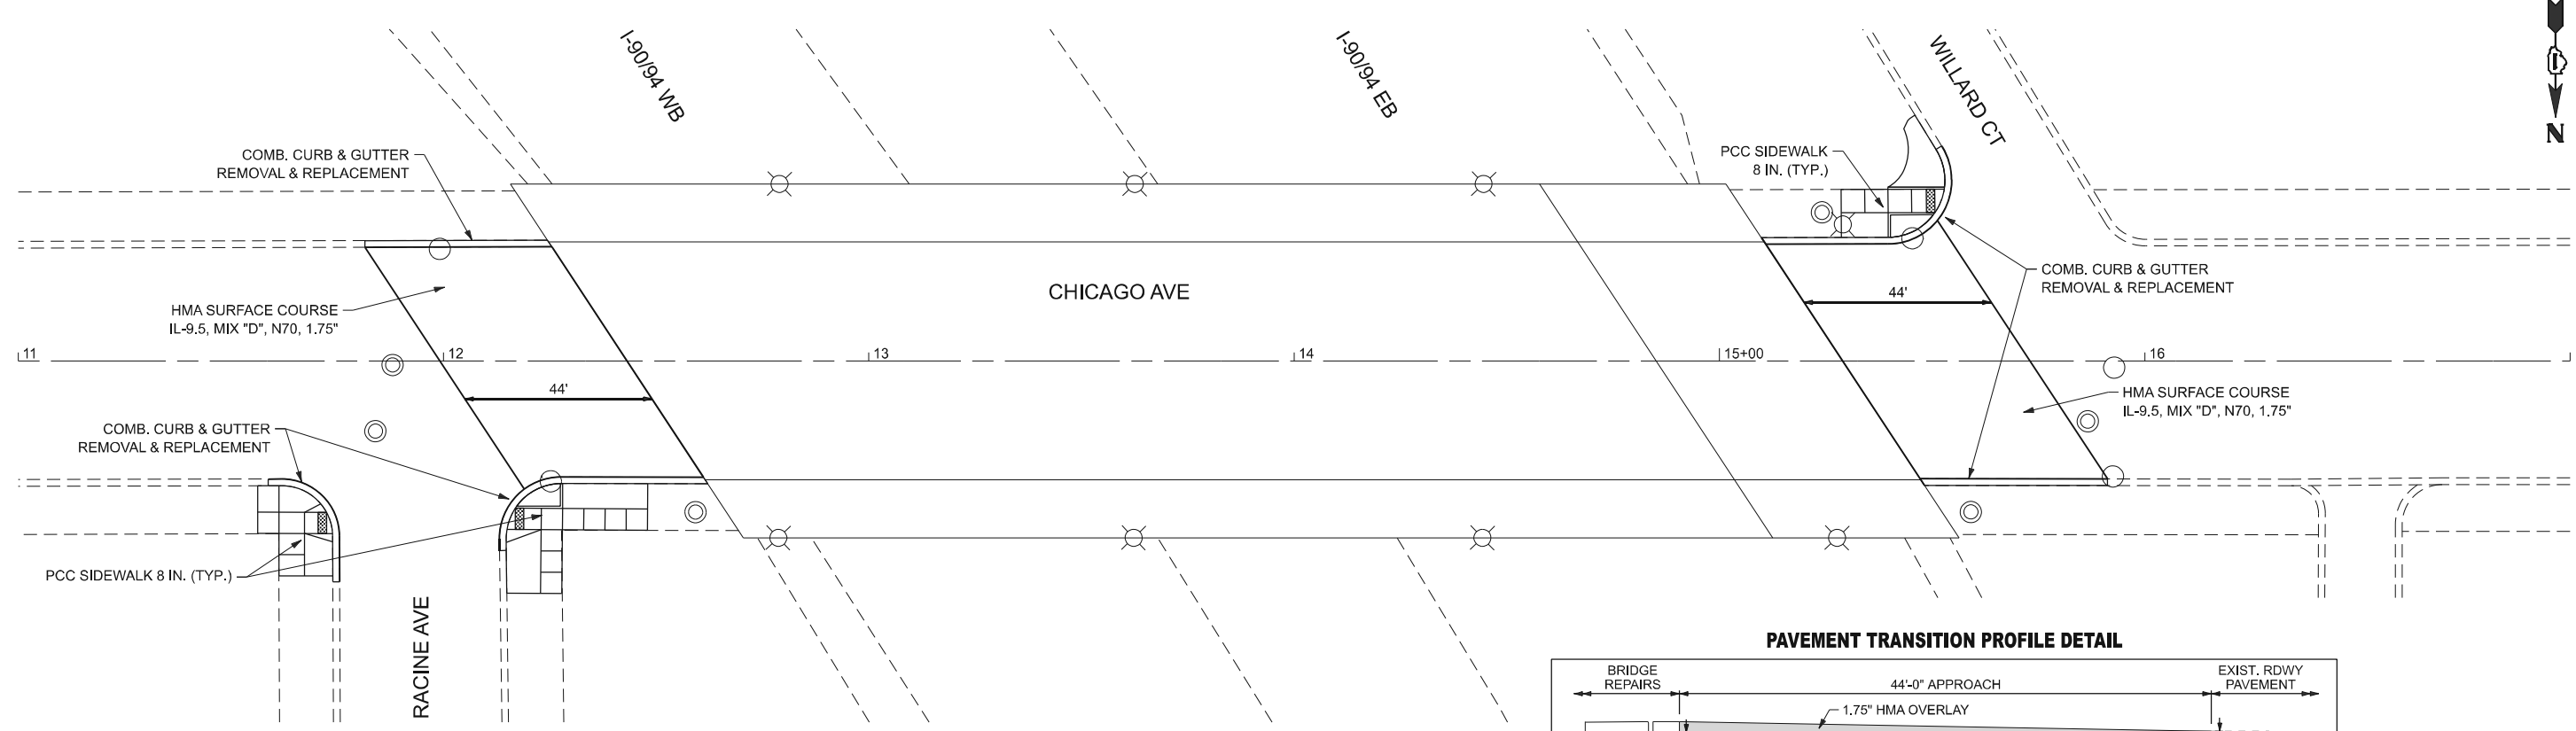 I-90/94 WB
I-90/94 EB
WILLARD CT
N
COMB. CURB & GUTTER
REMOVAL & REPLACEMENT
PCC SIDEWALK
8 IN. (TYP.)
HMA SURFACE COURSE
IL-9.5, MIX "D", N70, 1.75"
CHICAGO AVE
44'
COMB. CURB & GUTTER
REMOVAL & REPLACEMENT
11
12
13
14
15+00
16
44'
HMA SURFACE COURSE
IL-9.5, MIX "D", N70, 1.75"
COMB. CURB & GUTTER
REMOVAL & REPLACEMENT
PCC SIDEWALK 8 IN. (TYP.)
RACINE AVE
PAVEMENT TRANSITION PROFILE DETAIL
BRIDGE
REPAIRS
44'-0" APPROACH
EXIST. RDWY
PAVEMENT
1.75" HMA OVERLAY